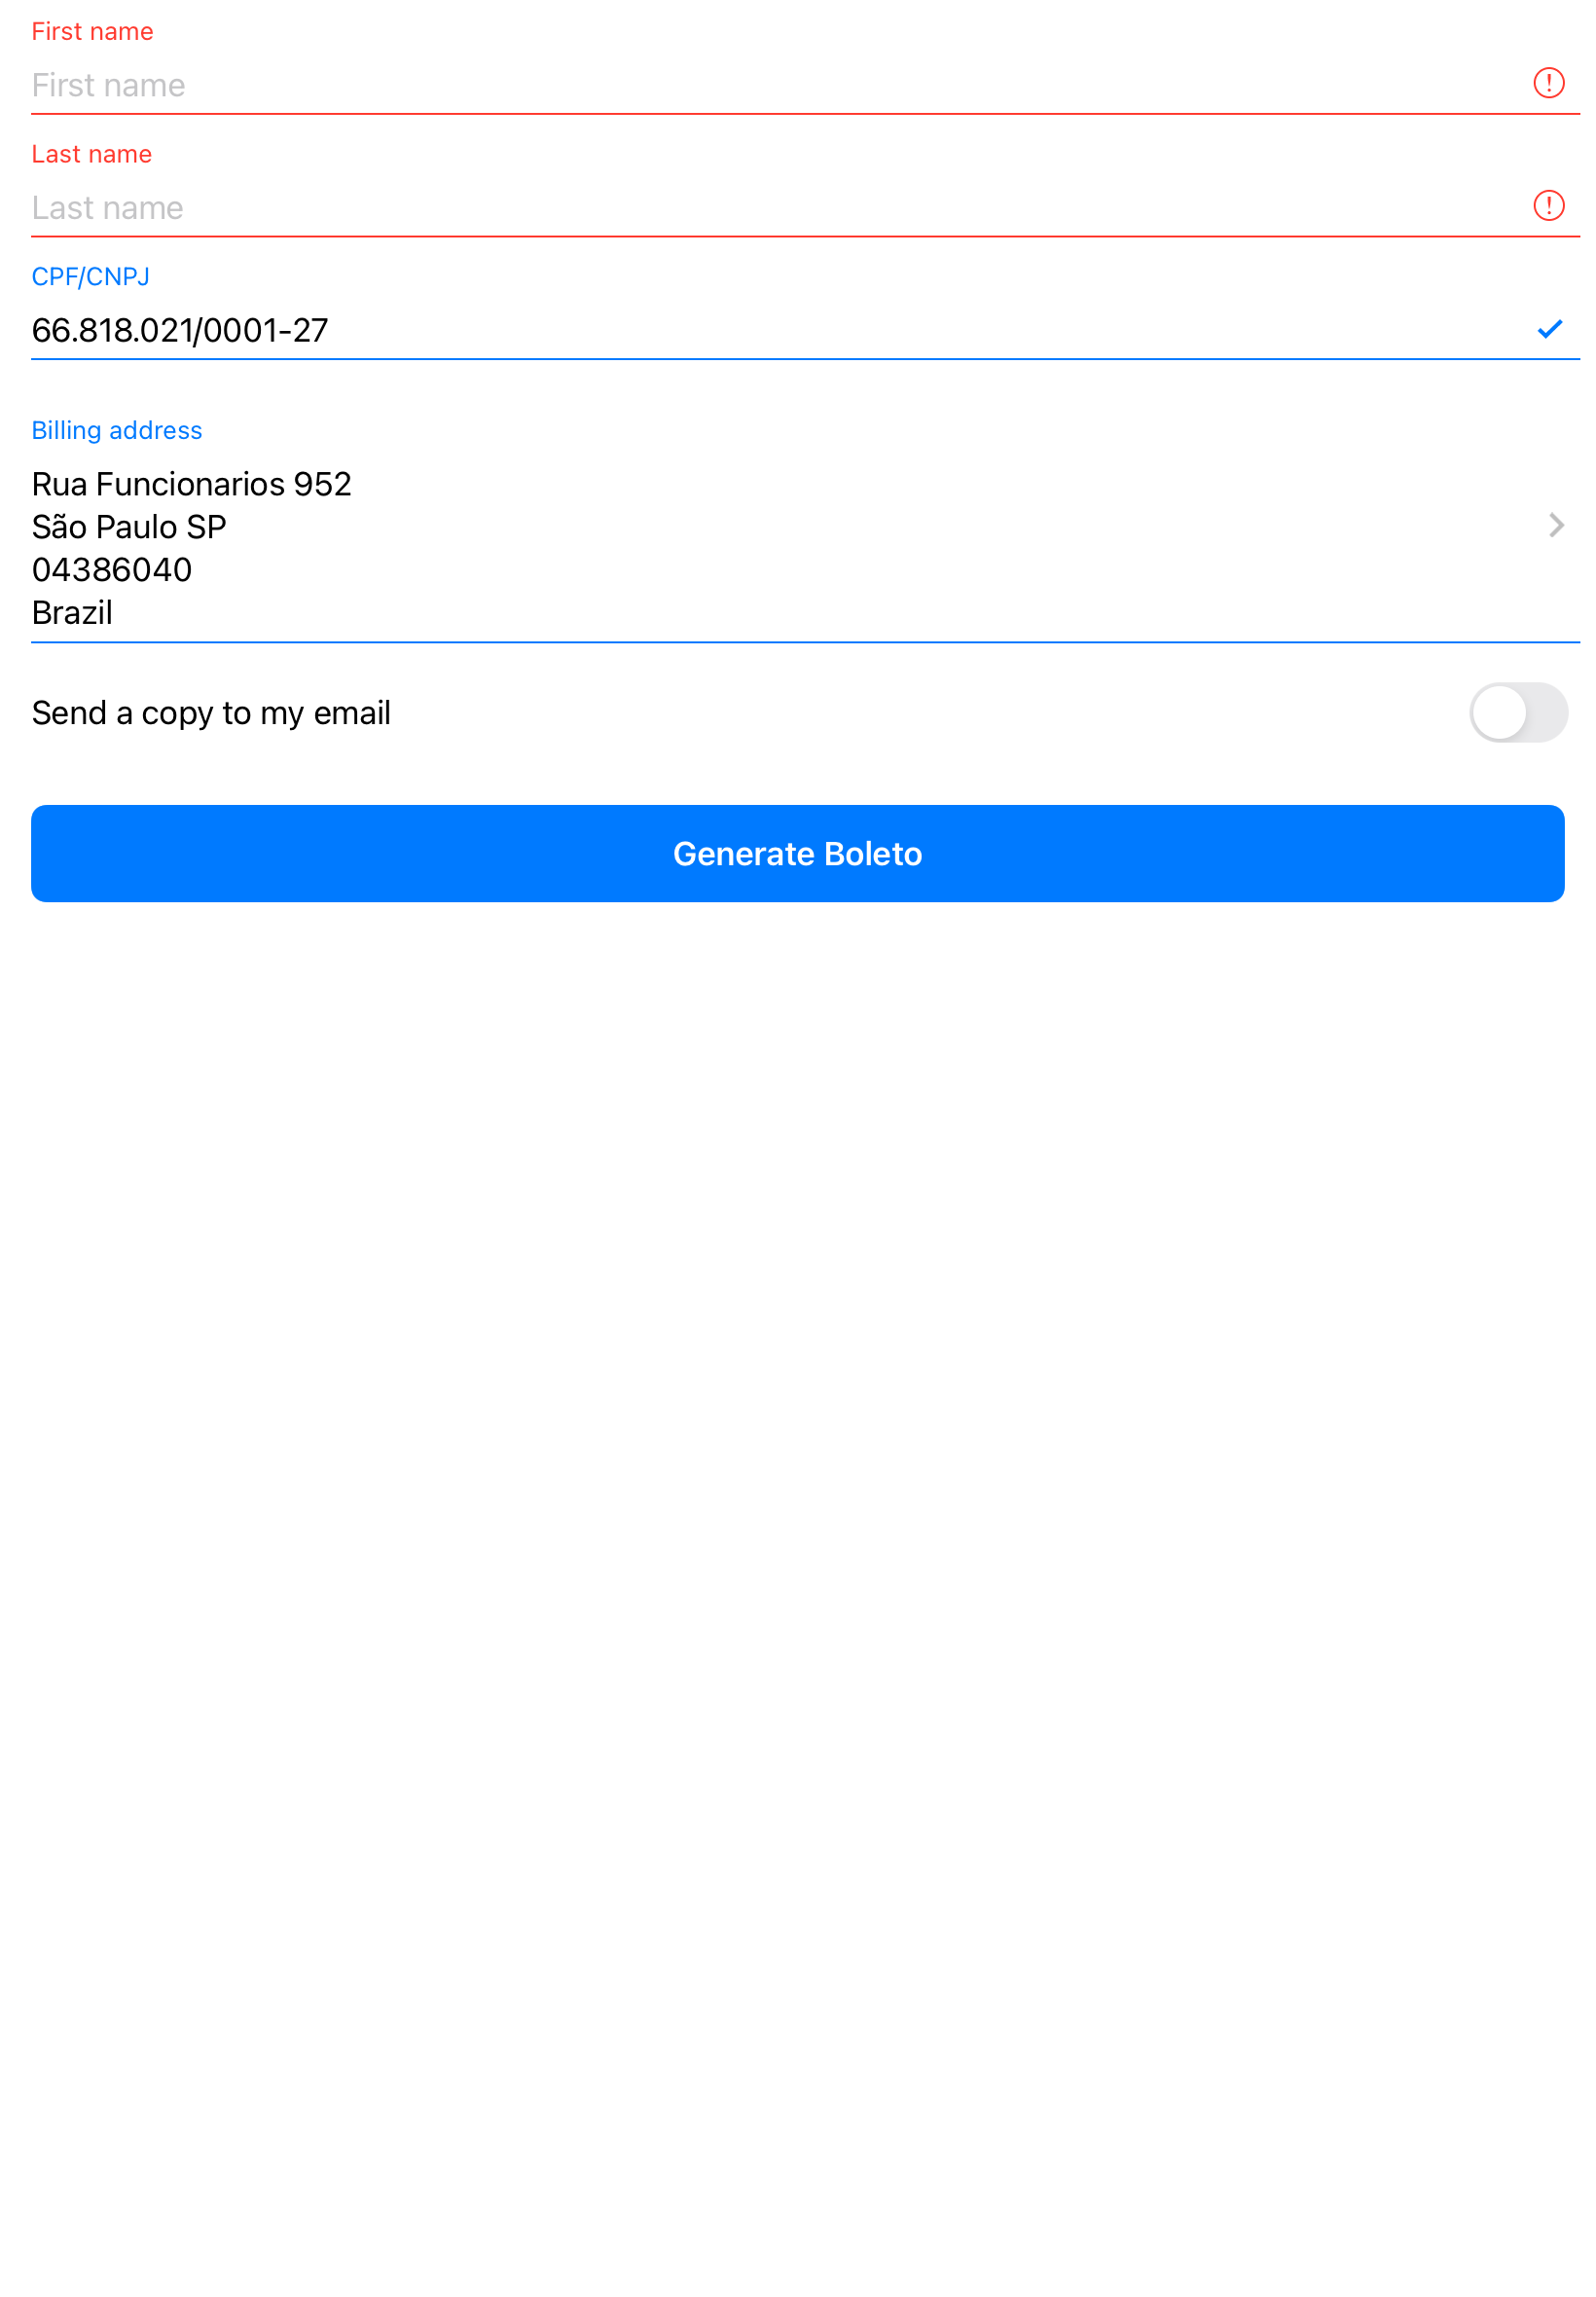 First name
First name
Last name
Last name
CPF/CNPJ
66.818.021/0001-27
Billing address
Rua Funcionarios 952
São Paulo SP
04386040
Brazil
Send a copy to my email
Generate Boleto